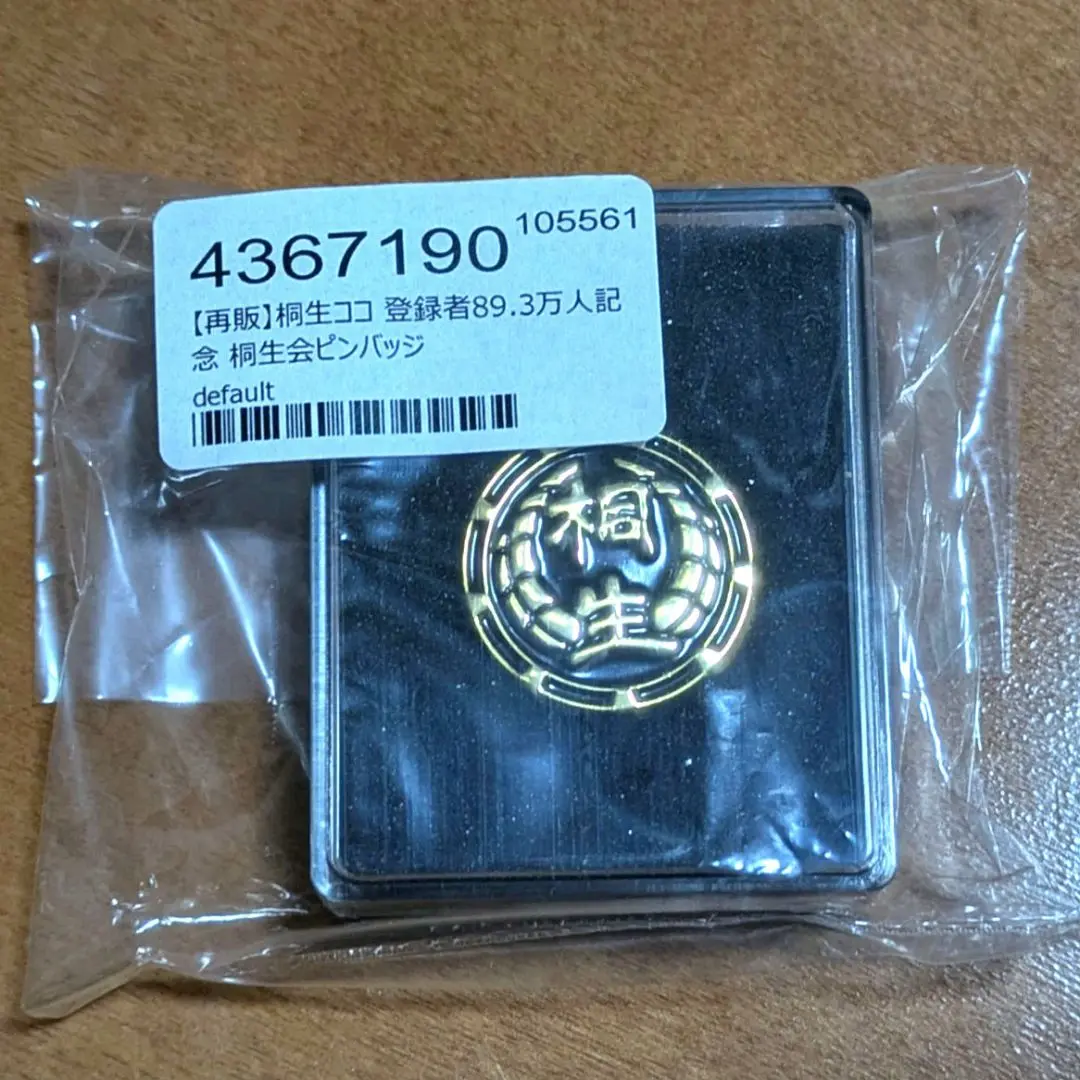 4367190 105561
【再販】桐生ココ 登録者89.3万人記
念 桐生会ピンバッジ
default
桐
生